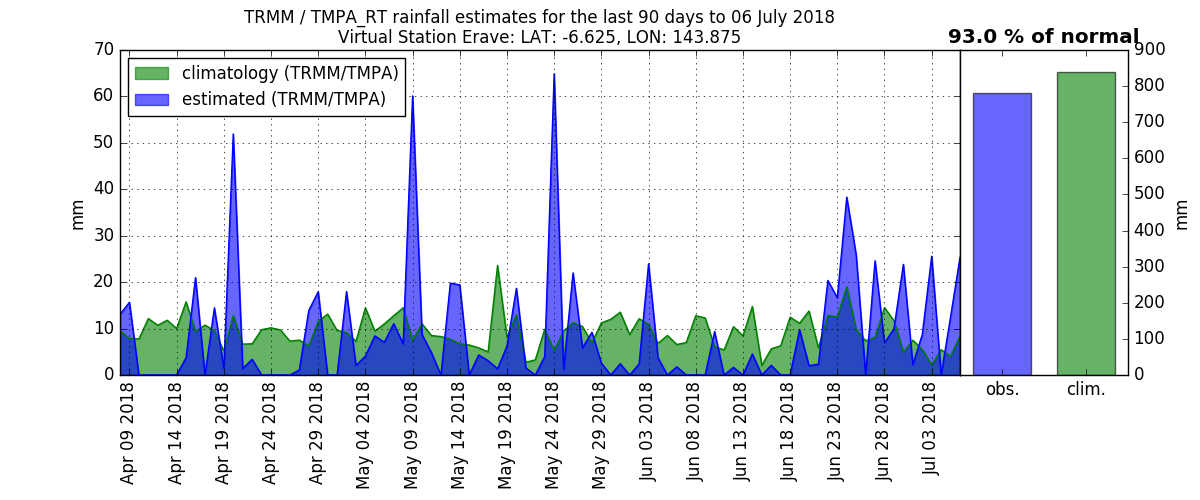 TRMM / TMPA_RT rainfall estimates for the last 90 days to 06 July 2018
Virtual Station Erave: LAT: -6.625, LON: 143.875
93.0 % of normal
climatology (TRMM/TMPA)
estimated (TRMM/TMPA)
70
60
50
40
30
20
10
0
mm
Apr 09 2018
Apr 14 2018
Apr 19 2018
Apr 24 2018
Apr 29 2018
May 04 2018
May 09 2018
May 14 2018
May 19 2018
May 24 2018
May 29 2018
Jun 03 2018
Jun 08 2018
Jun 13 2018
Jun 18 2018
Jun 23 2018
Jun 28 2018
Jul 03 2018
obs.
clim.
900
800
700
600
500
400
300
200
100
0
mm